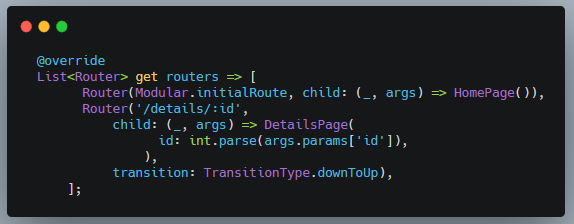 @override
List<Router> get routers => [
Router(Modular.initialRoute, child: (_, args) => HomePage()),
Router('/details/:id',
child: (_, args) => DetailsPage(
id: int.parse(args.params['id']),
),
transition: TransitionType.downToUp),
];